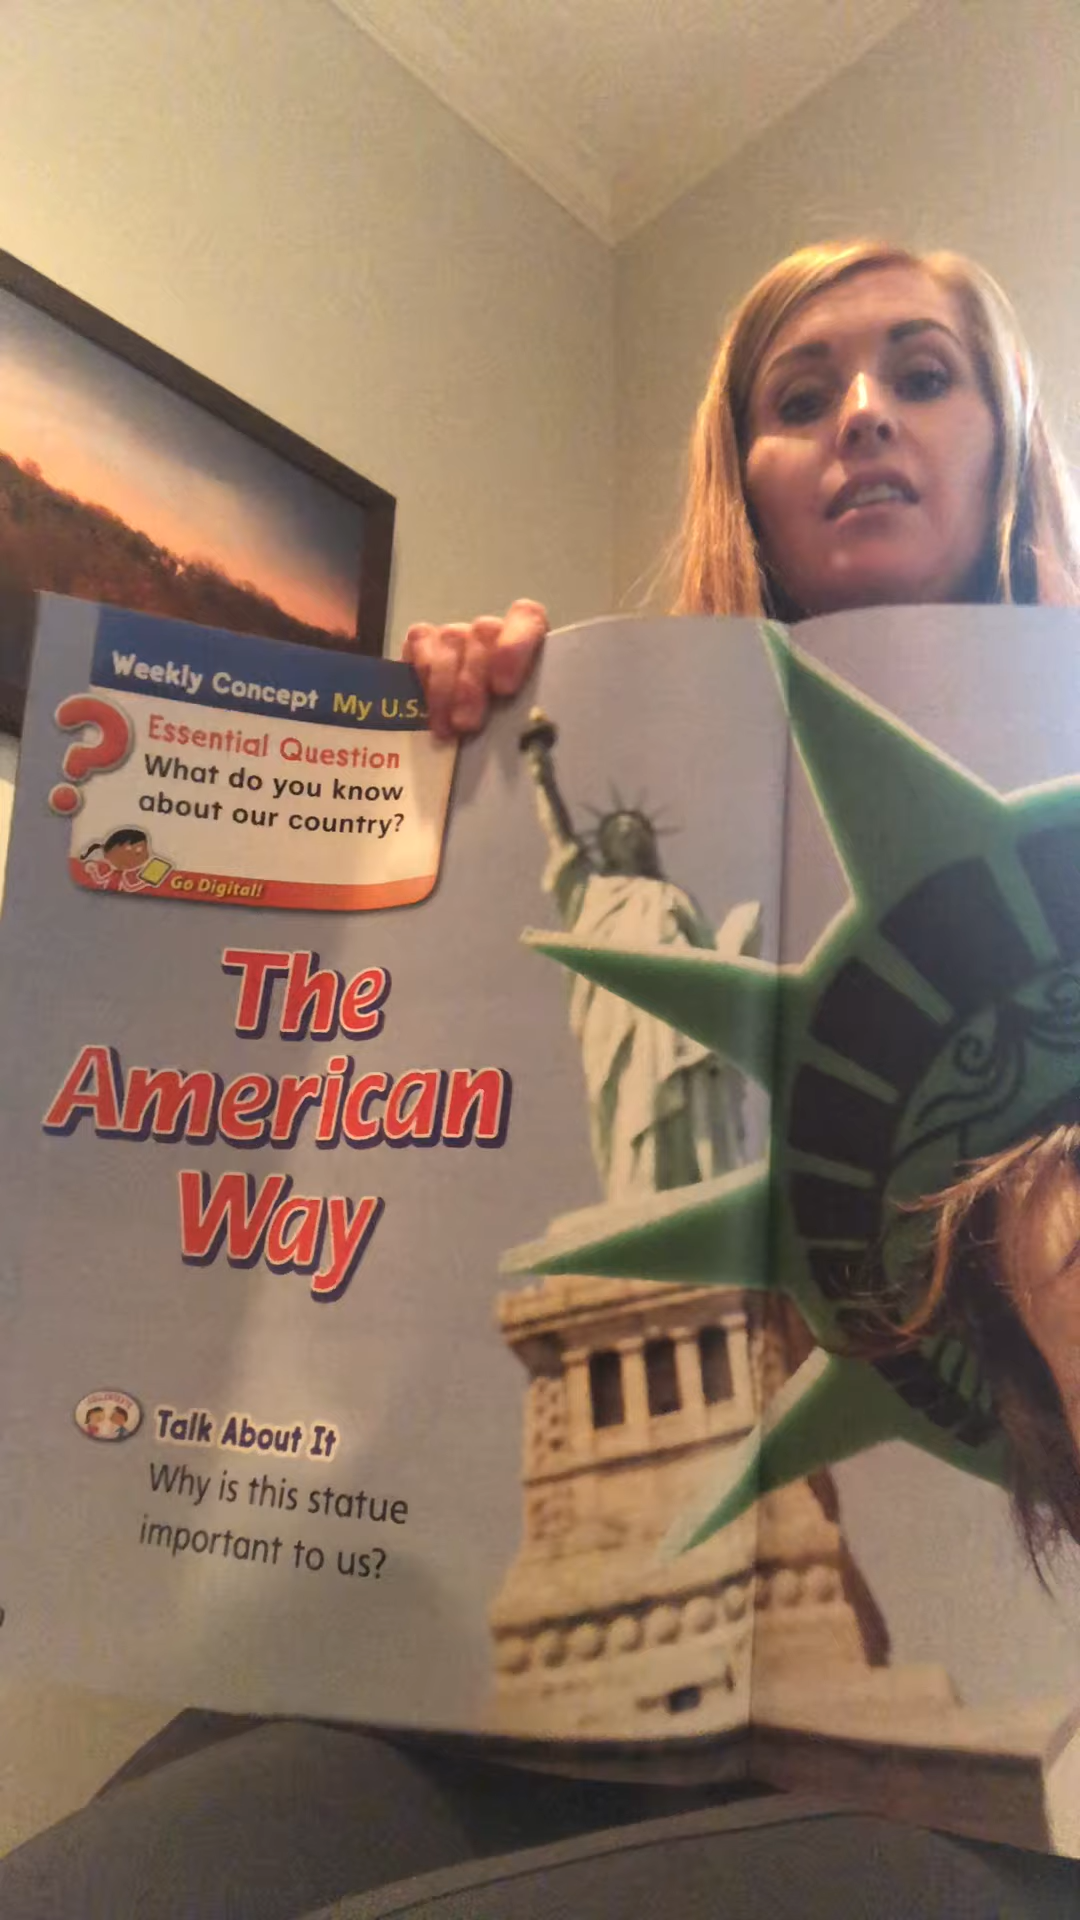 Weekly Concept My U.S.
Essential Question
What do you know
about our country?
Go Digital!
The
American
Way
Talk About It
Why is this statue
important to us?